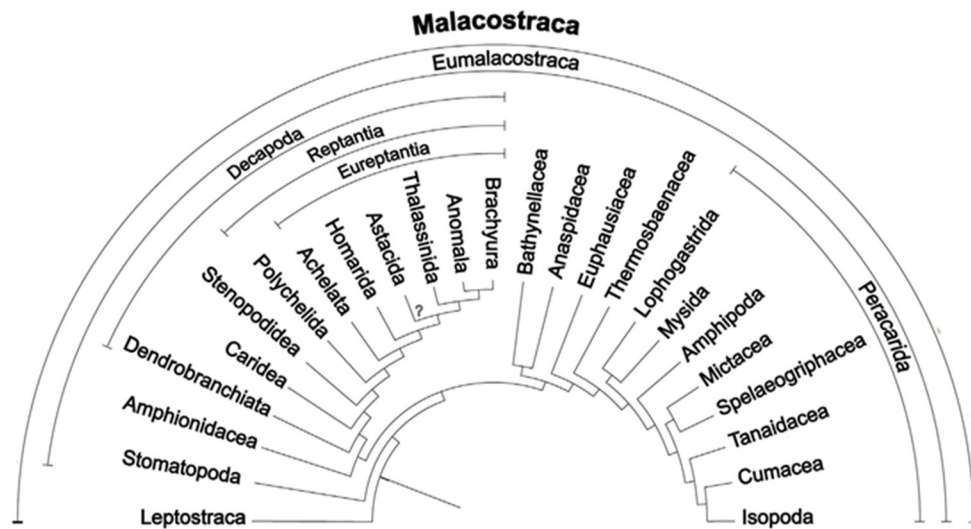 Malacostraca
Eumalacostraca
Decapoda
Reptantia
Eureptantia
Peracarida
Leptostraca
Stomatopoda
Amphionidacea
Dendrobranchiata
Caridea
Stenopodidea
Polychelida
Achelata
Homarida
Astacida
?
Thalassinida
Anomala
Brachyura
Bathynellacea
Anaspidacea
Euphausiacea
Thermosbaenacea
Lophogastrida
Mysida
Amphipoda
Mictacea
Spelaeogriphacea
Tanaidacea
Cumacea
Isopoda